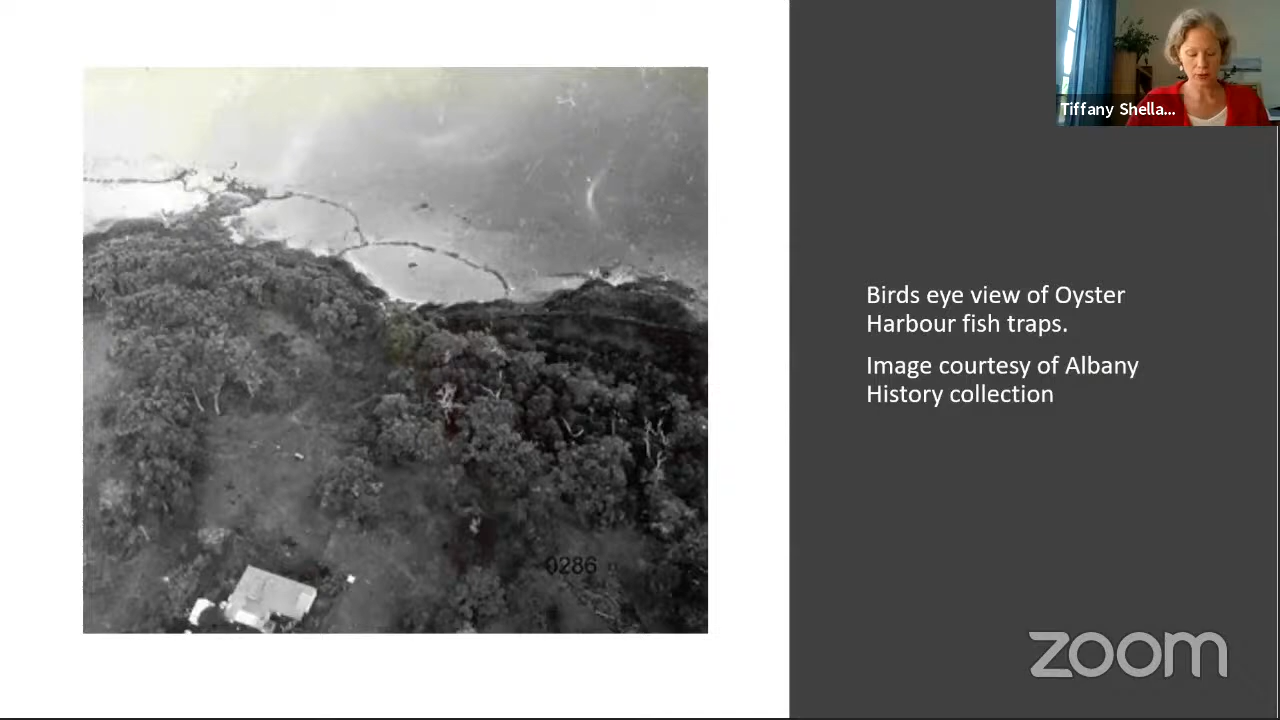 Tiffany Shella...
Birds eye view of Oyster
Harbour fish traps.
Image courtesy of Albany
History collection
0286
zoom